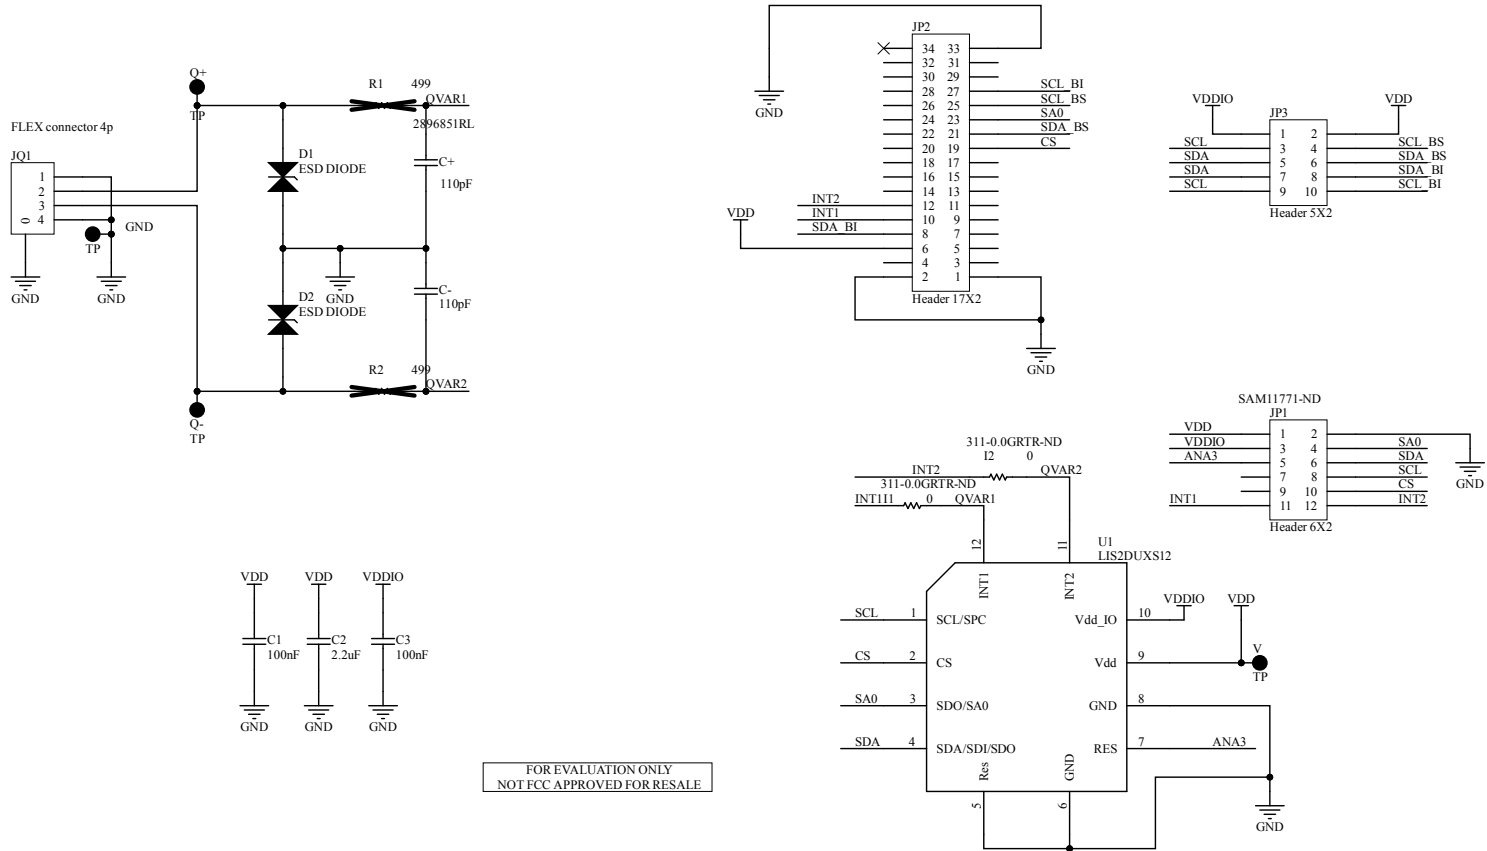 Q+
TP
R1 499
QVAR1
2896851RL
FLEX connector 4p
JQ1
1
2
3
4
0
GND
TP
GND
GND
D1
ESD DIODE
C+
110pF
GND
D2
ESD DIODE
C-
110pF
R2 499
QVAR2
Q-
TP
JP2
34 33
32 31
30 29
28 27 SCL_BI
26 25 SCL_BS
24 23 SA0
22 21 SDA_BS
20 19 CS
18 17
16 15
14 13
INT2 12 11
INT1 10 9
SDA_BI 8 7
6 5
4 3
2 1
Header 17X2
GND
VDD
GND
VDDIO VDD
JP3
1 2
SCL 3 4 SCL_BS
SDA 5 6 SDA_BS
SDA 7 8 SDA_BI
SCL 9 10 SCL_BI
Header 5X2
SAM11771-ND
JP1
VDD 1 2
VDDIO 3 4 SA0
ANA3 5 6 SDA
7 8 SCL
9 10 CS
INT1 11 12 INT2
Header 6X2
GND
311-0.0GRTR-ND
I2 0
INT2 QVAR2
311-0.0GRTR-ND
INT1I1 0 QVAR1
12
11
U1
LIS2DUXS12
INT1
INT2
SCL 1 SCL/SPC
CS 2 CS
SA0 3 SDO/SA0
SDA 4 SDA/SDI/SDO
Vdd_IO 10 VDDIO
VDD
Vdd 9
V
TP
GND 8
RES 7 ANA3
Res
GND
5
6
GND
VDD VDD VDDIO
C1 C2 C3
100nF 2.2uF 100nF
GND GND GND
FOR EVALUATION ONLY
NOT FCC APPROVED FOR RESALE